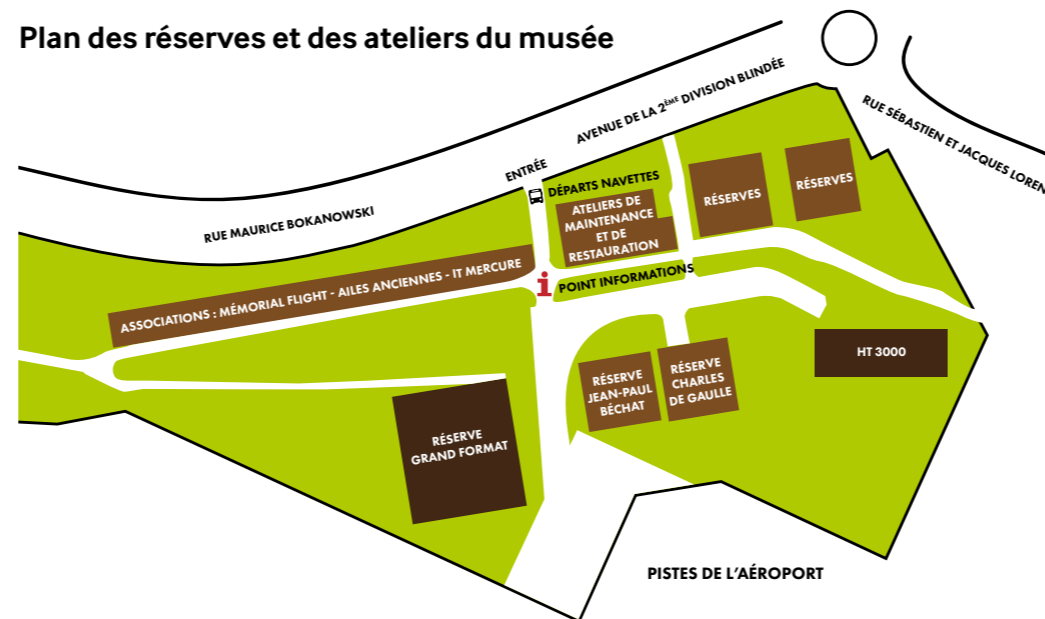 Plan des réserves et des ateliers du musée
AVENUE DE LA 2ÈME DIVISION BLINDÉE
RUE SÉBASTIEN ET JACQUES LOREN
ENTRÉE
DÉPARTS NAVETTES
RUE MAURICE BOKANOWSKI
ATELIERS DE
MAINTENANCE
ET DE
RESTAURATION
RÉSERVES
RÉSERVES
ASSOCIATIONS : MÉMORIAL FLIGHT - AILES ANCIENNES - IT MERCURE
i POINT INFORMATIONS
HT 3000
RÉSERVE
JEAN-PAUL
BÉCHAT
RÉSERVE
CHARLES
DE GAULLE
RÉSERVE
GRAND FORMAT
PISTES DE L'AÉROPORT